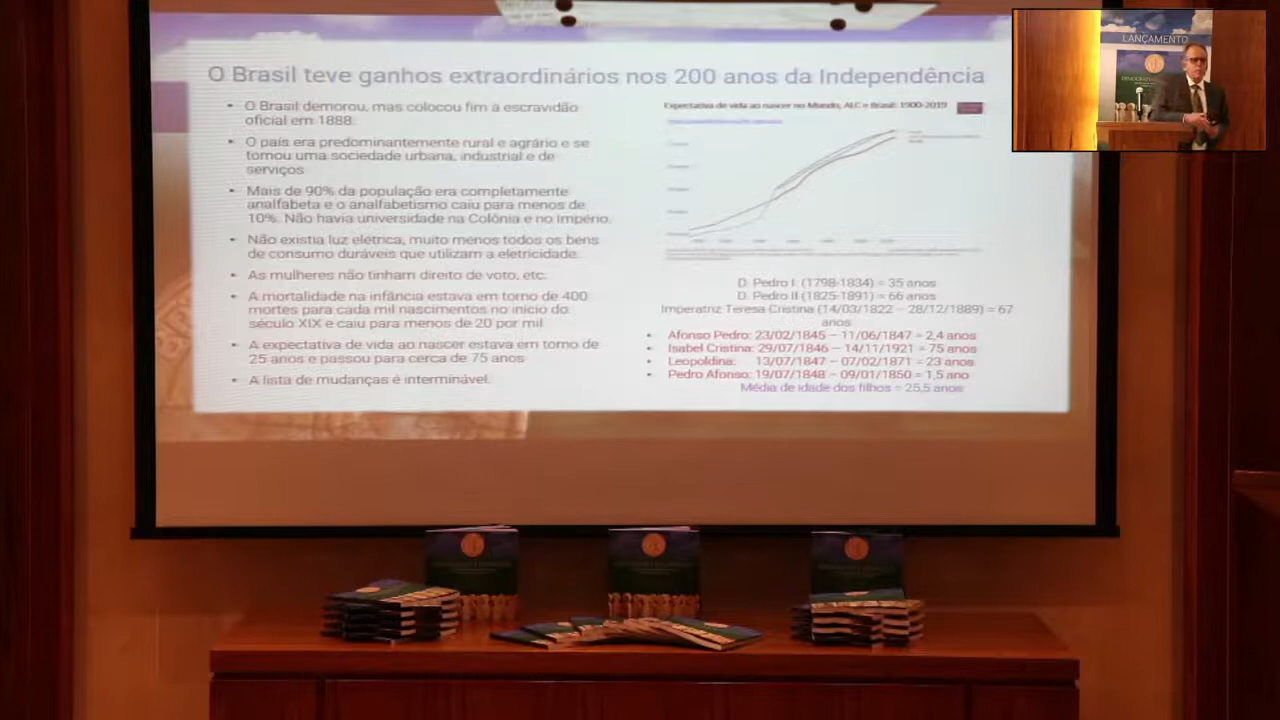 O Brasil teve ganhos extraordinários nos 200 anos da Independência
• O Brasil demorou, mas colocou fim à escravidão
oficial em 1888.
• O país era predominantemente rural e agrário e se
tornou uma sociedade urbana, industrial e de
serviços
• Mais de 90% da população era completamente
analfabeta e o analfabetismo caiu para menos de
10%. Não havia universidade na Colônia e no Império.
• Não existia luz elétrica, muito menos todos os bens
de consumo duráveis que utilizam a eletricidade.
• As mulheres não tinham direito de voto, etc.
• A mortalidade na infância estava em torno de 400
mortes para cada mil nascimentos no início do
século XIX e caiu para menos de 20 por mil
• A expectativa de vida ao nascer estava em torno de
25 anos e passou para cerca de 75 anos
• A lista de mudanças é interminável.
Expectativa de vida ao nascer no Mundo, ALC e Brasil: 1900-2019
D. Pedro I: (1798-1834) = 35 anos
D. Pedro II (1825-1891) = 66 anos
Imperatriz Teresa Cristina (14/03/1822 – 28/12/1889) = 67
anos
• Afonso Pedro: 23/02/1845 – 11/06/1847 = 2,4 anos
• Isabel Cristina: 29/07/1846 – 14/11/1921 = 75 anos
• Leopoldina: 13/07/1847 – 07/02/1871 = 23 anos
• Pedro Afonso: 19/07/1848 – 09/01/1850 = 1,5 ano
Média de idade dos filhos = 25,5 anos
LANÇAMENTO